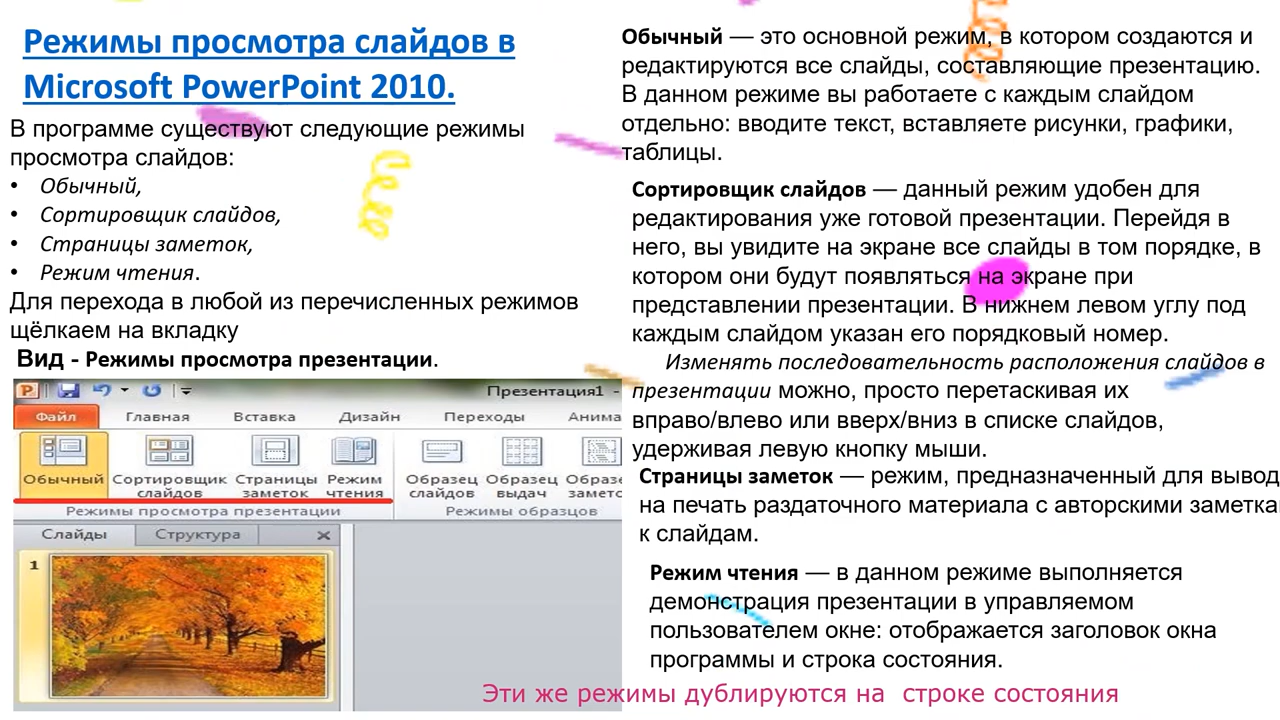 Режимы просмотра слайдов в
Microsoft PowerPoint 2010.
В программе существуют следующие режимы
просмотра слайдов:
• Обычный,
• Сортировщик слайдов,
• Страницы заметок,
• Режим чтения.
Для перехода в любой из перечисленных режимов
щёлкаем на вкладку
Вид - Режимы просмотра презентации.
Презентация1 -
Файл Главная Вставка Дизайн Переходы Анима
Обычный Сортировщик слайдов Страницы заметок Режим чтения Образец слайдов Образец выдач Образе заметс
Режимы просмотра презентации Режимы образцов
Слайды Структура
1
Обычный — это основной режим, в котором создаются и
редактируются все слайды, составляющие презентацию.
В данном режиме вы работаете с каждым слайдом
отдельно: вводите текст, вставляете рисунки, графики,
таблицы.
Сортировщик слайдов — данный режим удобен для
редактирования уже готовой презентации. Перейдя в
него, вы увидите на экране все слайды в том порядке, в
котором они будут появляться на экране при
представлении презентации. В нижнем левом углу под
каждым слайдом указан его порядковый номер.
Изменять последовательность расположения слайдов в
презентации можно, просто перетаскивая их
вправо/влево или вверх/вниз в списке слайдов,
удерживая левую кнопку мыши.
Страницы заметок — режим, предназначенный для вывод
на печать раздаточного материала с авторскими заметка
к слайдам.
Режим чтения — в данном режиме выполняется
демонстрация презентации в управляемом
пользователем окне: отображается заголовок окна
программы и строка состояния.
Эти же режимы дублируются на строке состояния